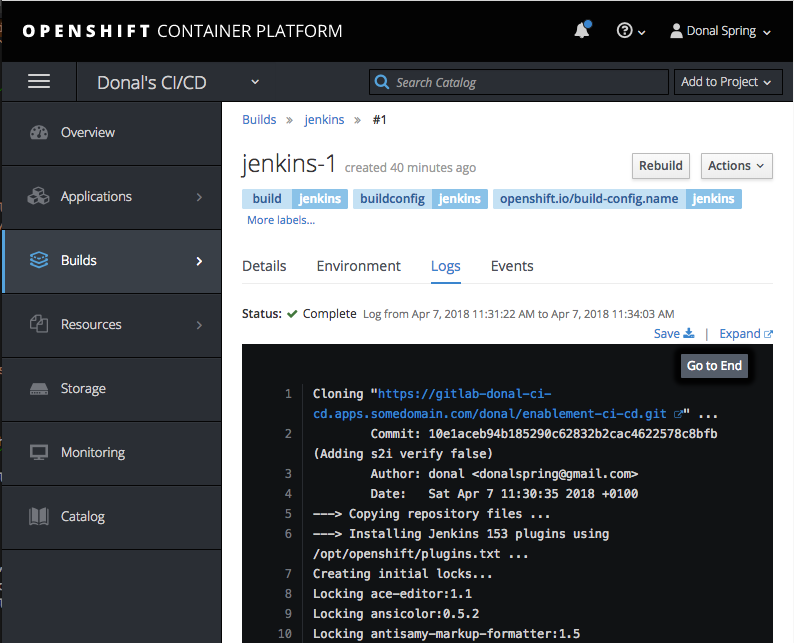 OPENSHIFT CONTAINER PLATFORM
Donal Spring
Donal's CI/CD
Search Catalog
Add to Project
Overview
Applications
Builds
Resources
Storage
Monitoring
Catalog
Builds » jenkins » #1
jenkins-1 created 40 minutes ago
Rebuild
Actions
build jenkins buildconfig jenkins openshift.io/build-config.name jenkins
More labels...
Details Environment Logs Events
Status: Complete Log from Apr 7, 2018 11:31:22 AM to Apr 7, 2018 11:34:03 AM
Save | Expand
Go to End
1 Cloning "https://gitlab-donal-ci-
cd.apps.somedomain.com/donal/enablement-ci-cd.git " ...
2 Commit: 10e1aceb94b185290c62832b2cac4622578c8bfb
(Adding s2i verify false)
3 Author: donal <donalspring@gmail.com>
4 Date: Sat Apr 7 11:30:35 2018 +0100
5 ---> Copying repository files ...
6 ---> Installing Jenkins 153 plugins using
/opt/openshift/plugins.txt ...
7 Creating initial locks...
8 Locking ace-editor:1.1
9 Locking ansicolor:0.5.2
10 Locking antisamy-markup-formatter:1.5